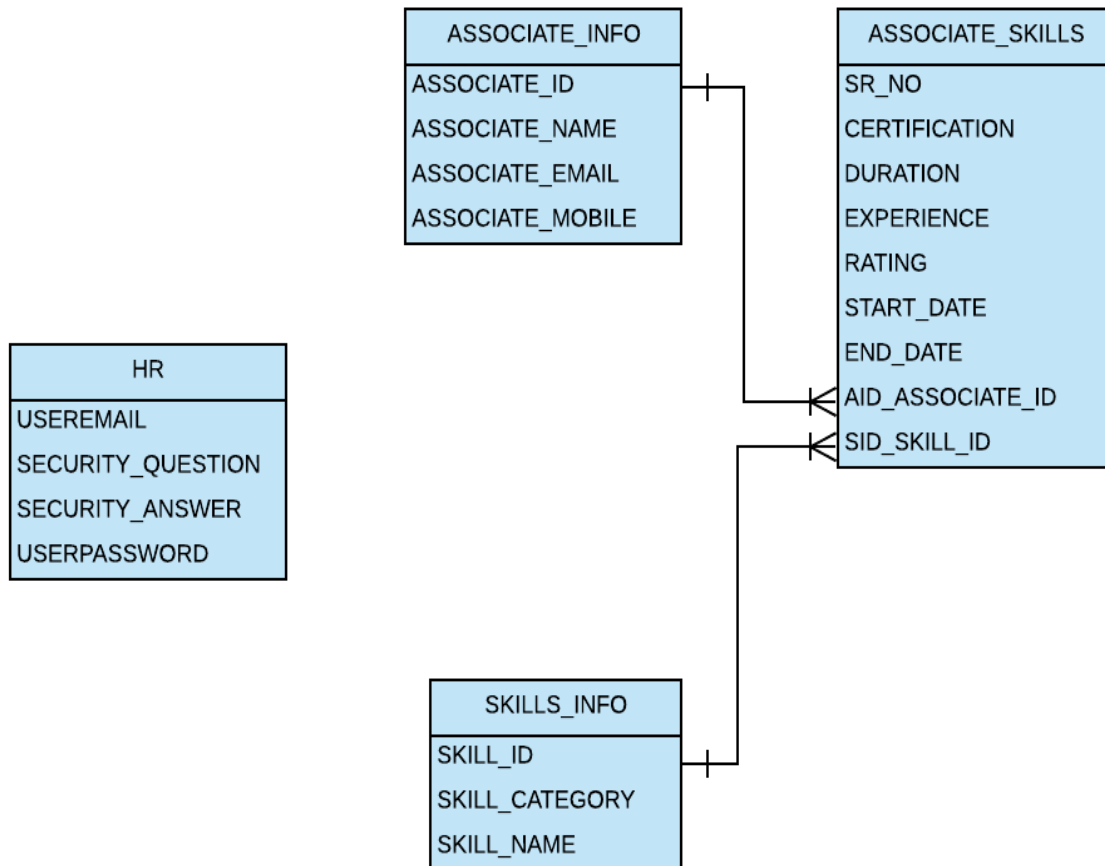 ASSOCIATE_INFO
ASSOCIATE_ID
ASSOCIATE_NAME
ASSOCIATE_EMAIL
ASSOCIATE_MOBILE
ASSOCIATE_SKILLS
SR_NO
CERTIFICATION
DURATION
EXPERIENCE
RATING
START_DATE
END_DATE
AID_ASSOCIATE_ID
SID_SKILL_ID
HR
USEREMAIL
SECURITY_QUESTION
SECURITY_ANSWER
USERPASSWORD
SKILLS_INFO
SKILL_ID
SKILL_CATEGORY
SKILL_NAME